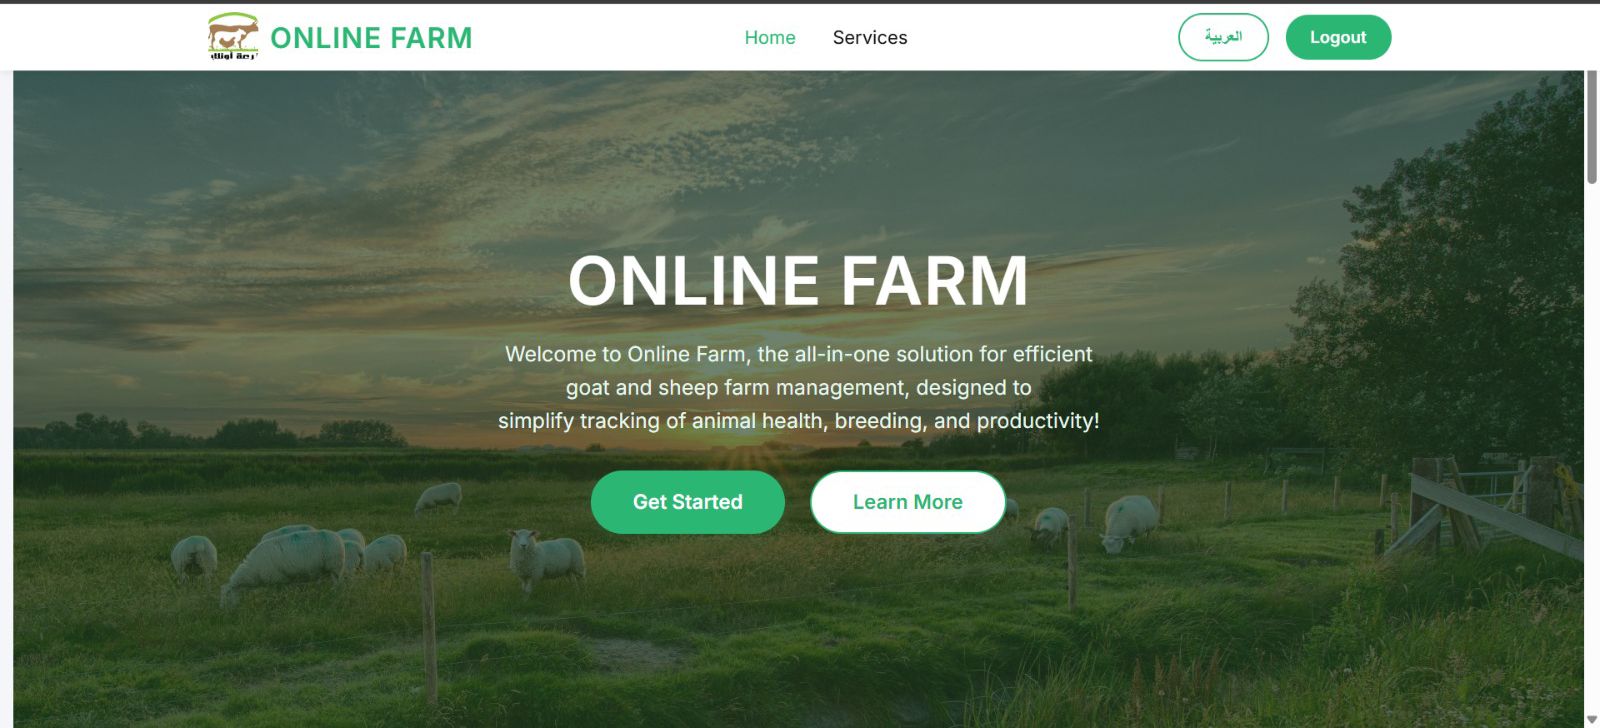 ONLINE FARM
Home
Services
العربية
Logout
ONLINE FARM
Welcome to Online Farm, the all-in-one solution for efficient
goat and sheep farm management, designed to
simplify tracking of animal health, breeding, and productivity!
Get Started
Learn More